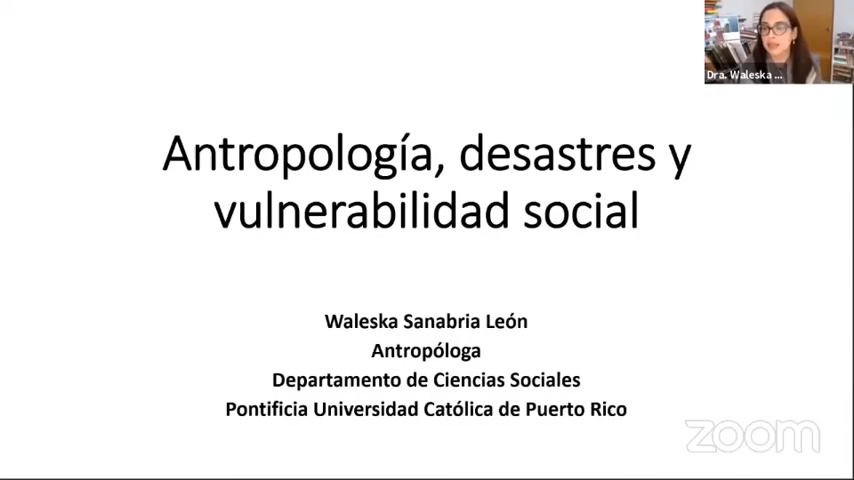 Dra. Waleska ...
Antropología, desastres y
vulnerabilidad social
Waleska Sanabria León
Antropóloga
Departamento de Ciencias Sociales
Pontificia Universidad Católica de Puerto Rico
zoom